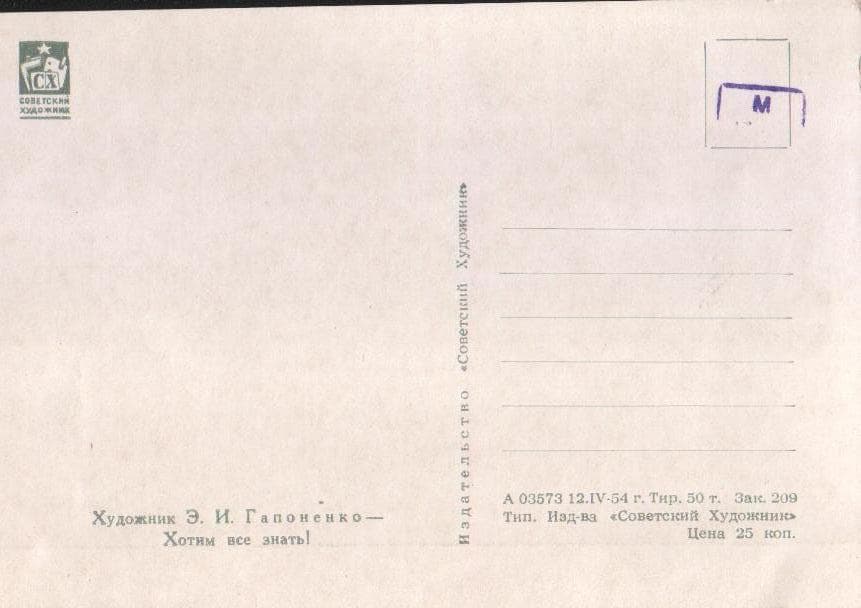 СХ
СОВЕТСКИЙ
ХУДОЖНИК
М
Издательство «Советский Художник»
Художник Э. И. Гапоненко—
Хотим все знать!
А 03573 12.IV-54 г. Тир. 50 т. Зак. 209
Тип. Изд-ва «Советский Художник»
Цена 25 коп.